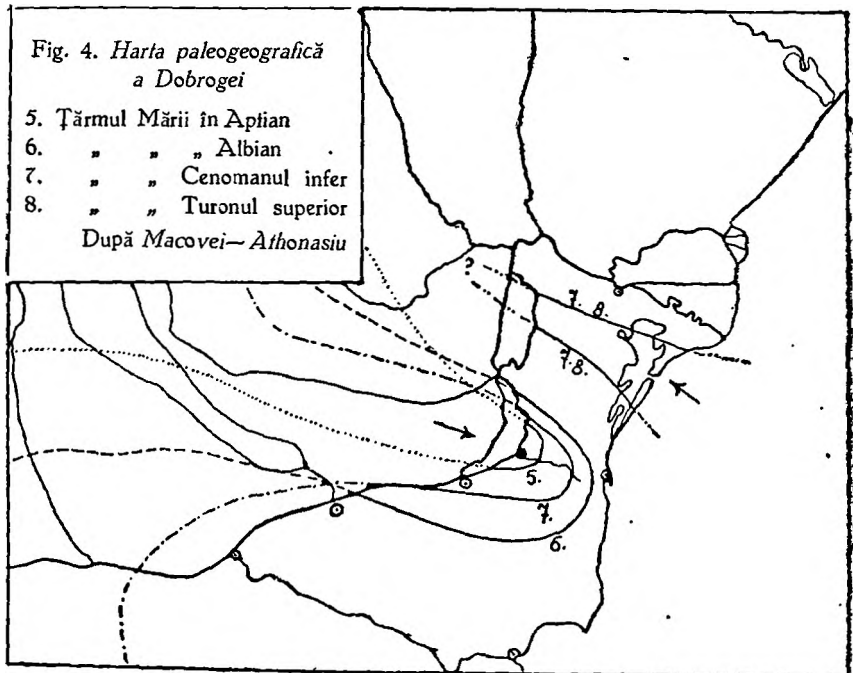 Fig. 4. Harta paleogeografică
a Dobrogei
5. Țărmul Mării în Aptian
6. „ „ „ Albian
7. „ „ Cenomanul infer
8. „ „ Turonul superior
După Macovei—Athonasiu
?
7. 8.
7.8.
5.
7.
6.